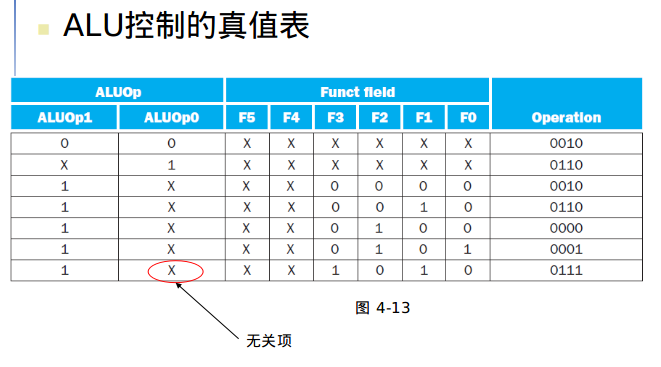 ALU控制的真值表
ALUOp Funct field Operation
ALUOp1 ALUOp0 F5 F4 F3 F2 F1 F0
0 0 X X X X X X 0010
X 1 X X X X X X 0110
1 X X X 0 0 0 0 0010
1 X X X 0 0 1 0 0110
1 X X X 0 1 0 0 0000
1 X X X 0 1 0 1 0001
1 X X X 1 0 1 0 0111
图 4-13
无关项